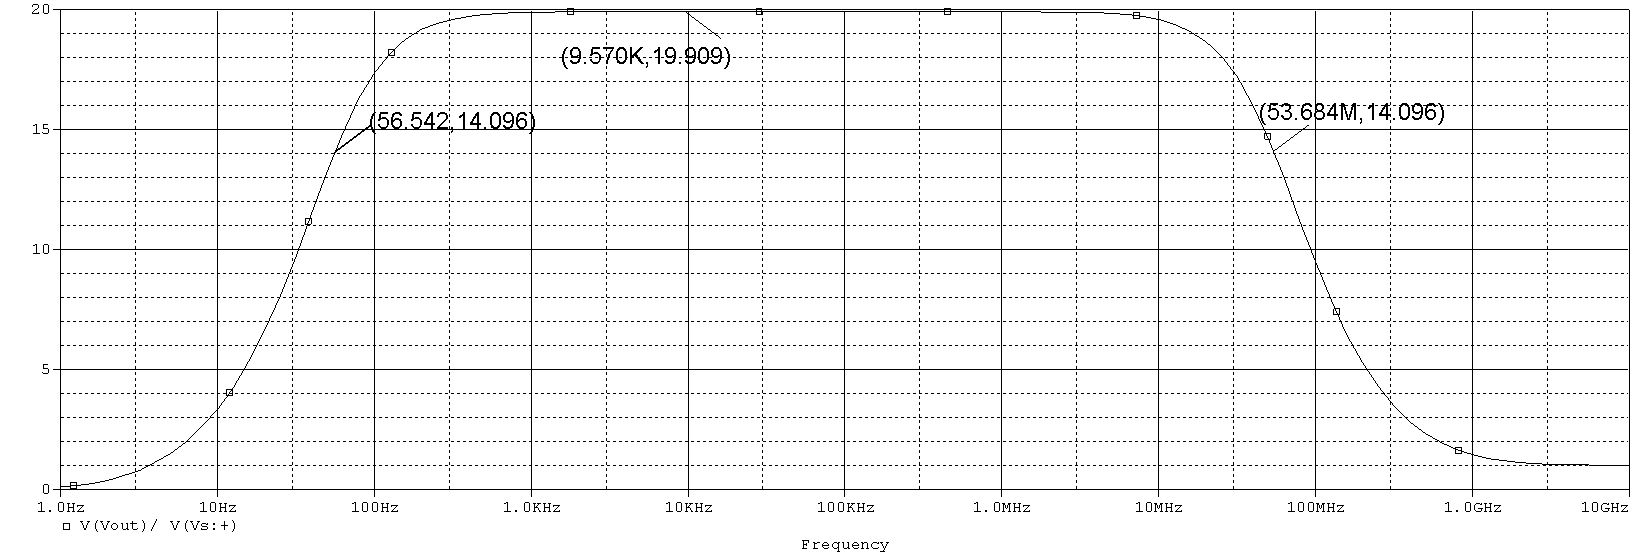 20
(9.570K,19.909)
(56.542,14.096)
(53.684M,14.096)
15
10
5
0
1.0Hz 10Hz 100Hz 1.0KHz 10KHz 100KHz 1.0MHz 10MHz 100MHz 1.0GHz 10GHz
V(Vout)/ V(Vs:+)
Frequency